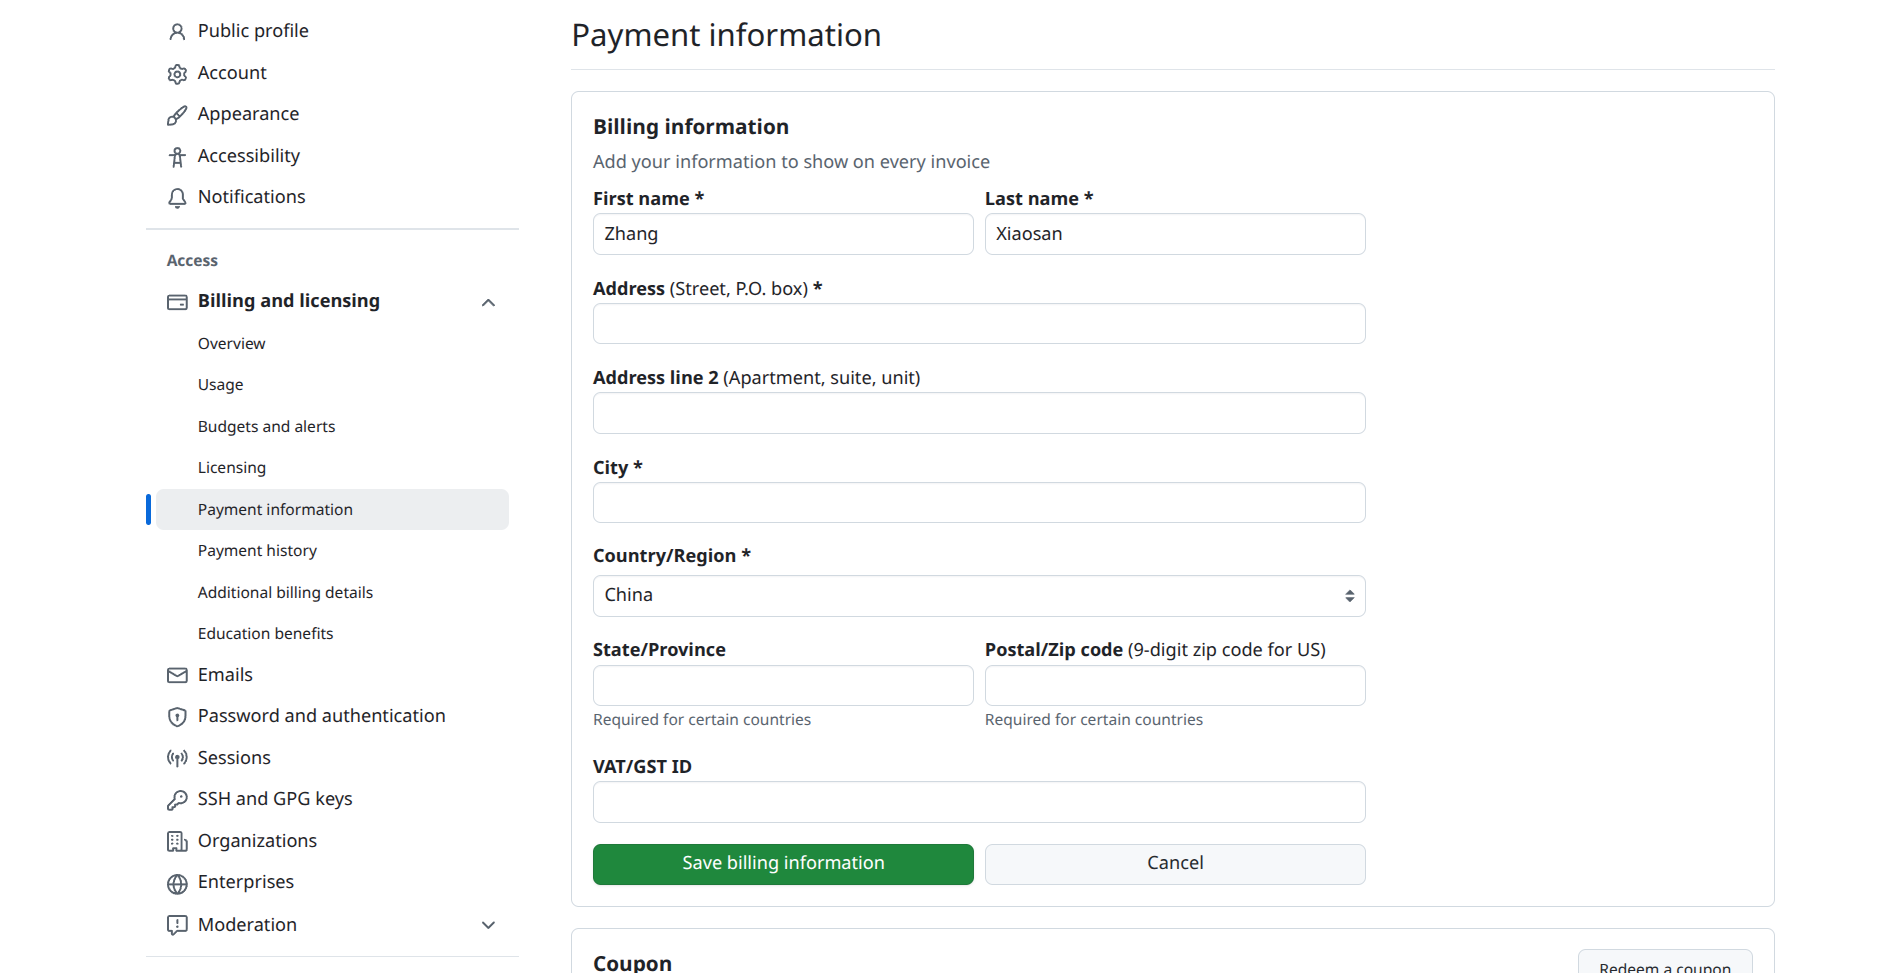 Public profile
Account
Appearance
Accessibility
Notifications
Access
Billing and licensing
Overview
Usage
Budgets and alerts
Licensing
Payment information
Payment history
Additional billing details
Education benefits
Emails
Password and authentication
Sessions
SSH and GPG keys
Organizations
Enterprises
Moderation
Payment information
Billing information
Add your information to show on every invoice
First name * Last name *
Zhang Xiaosan
Address (Street, P.O. box) *
Address line 2 (Apartment, suite, unit)
City *
Country/Region *
China
State/Province Postal/Zip code (9-digit zip code for US)
Required for certain countries Required for certain countries
VAT/GST ID
Save billing information Cancel
Coupon Redeem a coupon